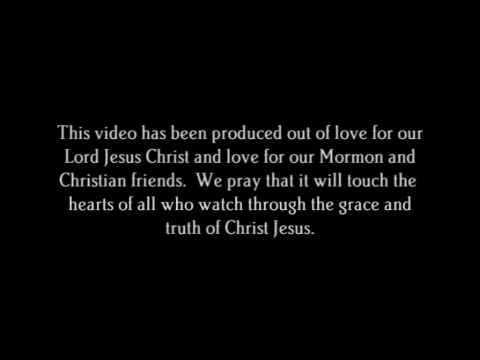 This video has been produced out of love for our
Lord Jesus Christ and love for our Mormon and
Christian friends.  We pray that it will touch the
hearts of all who watch through the grace and
truth of Christ Jesus.